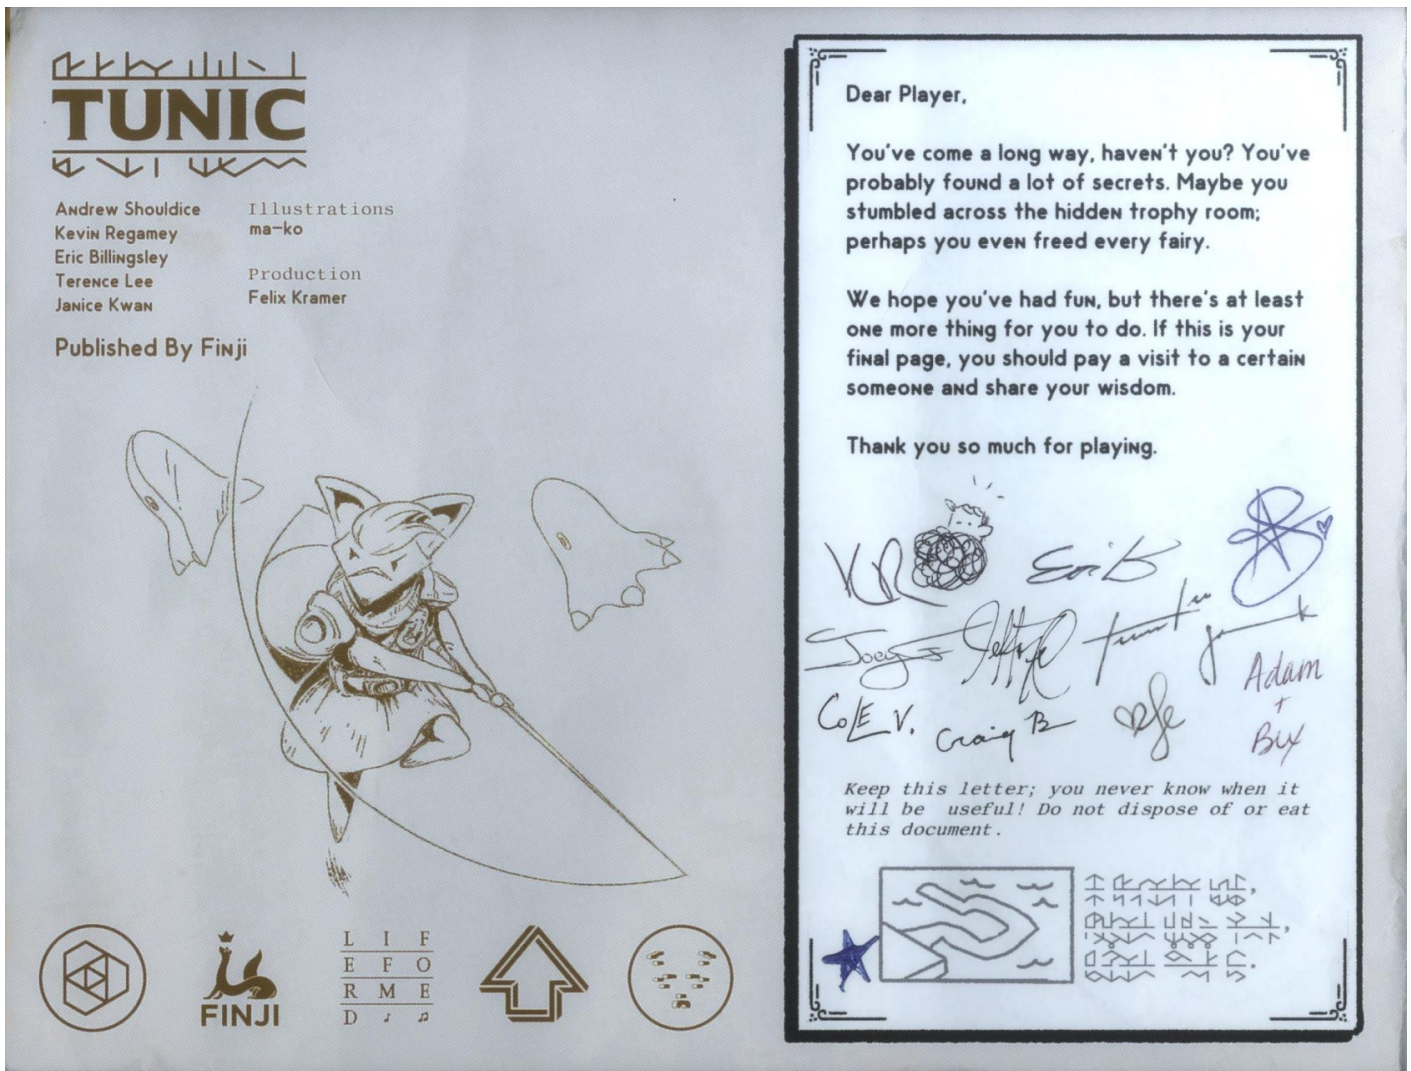 TUNIC
Andrew Shouldice
Kevin Regamey
Eric Billingsley
Terence Lee
Janice Kwan
Illustrations
ma-ko
Production
Felix Kramer
Published By Finji
FINJI
L I F
E F O
R M E
D ♪ ♫
Dear Player,
You've come a long way, haven't you? You've
probably found a lot of secrets. Maybe you
stumbled across the hidden trophy room;
perhaps you even freed every fairy.
We hope you've had fun, but there's at least
one more thing for you to do. If this is your
final page, you should pay a visit to a certain
someone and share your wisdom.
Thank you so much for playing.
KR
Eric B
Joey
Adam
+
Bux
Cole V.
Craig B
Keep this letter; you never know when it
will be useful! Do not dispose of or eat
this document.